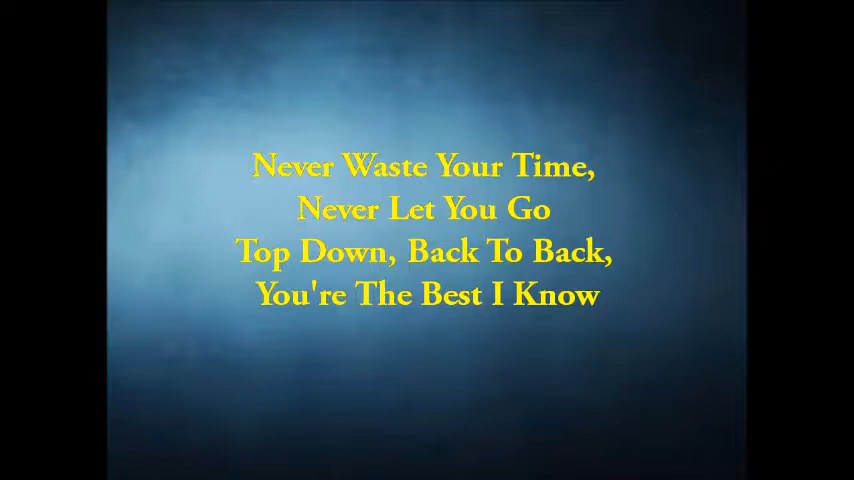 Never Waste Your Time,
Never Let You Go
Top Down, Back To Back,
You're The Best I Know